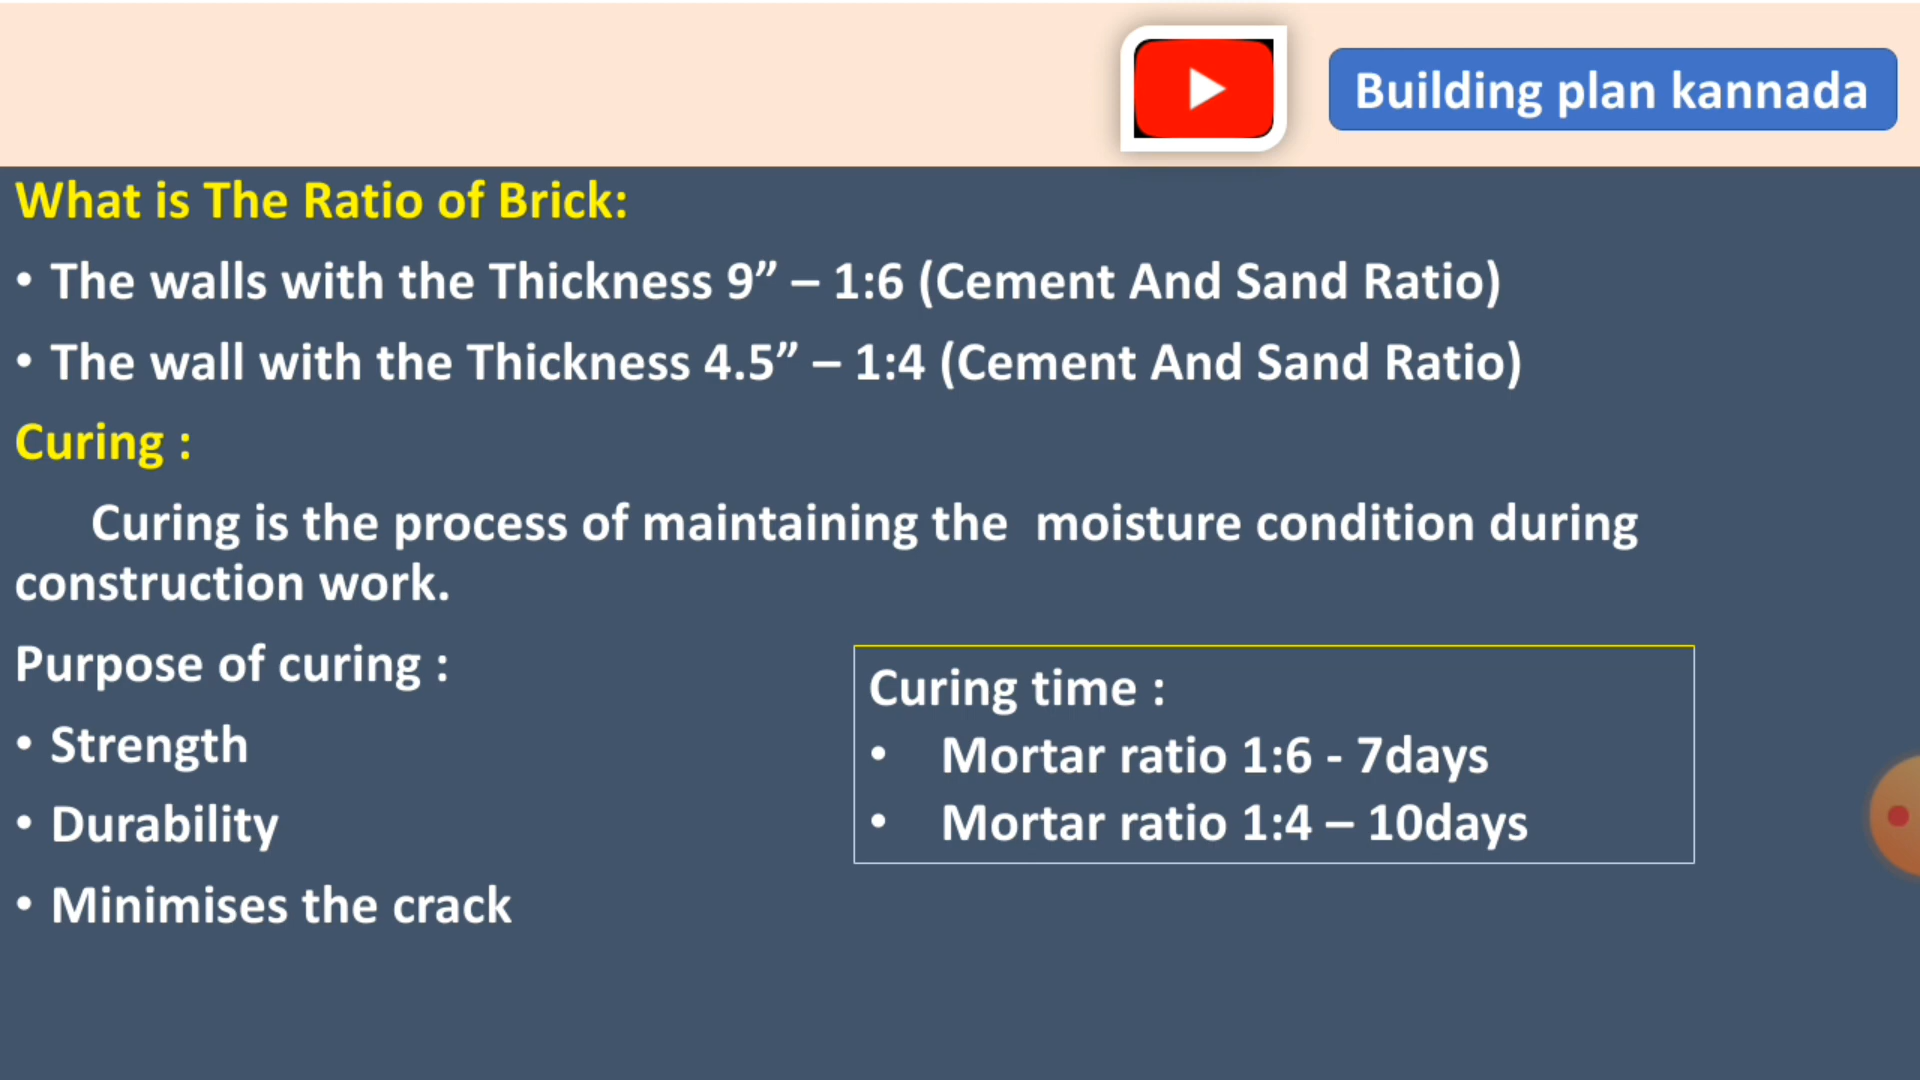 Building plan kannada
What is The Ratio of Brick:
• The walls with the Thickness 9” – 1:6 (Cement And Sand Ratio)
• The wall with the Thickness 4.5” – 1:4 (Cement And Sand Ratio)
Curing :
Curing is the process of maintaining the  moisture condition during
construction work.
Purpose of curing :
• Strength
• Durability
• Minimises the crack
Curing time :
• Mortar ratio 1:6 - 7days
• Mortar ratio 1:4 – 10days